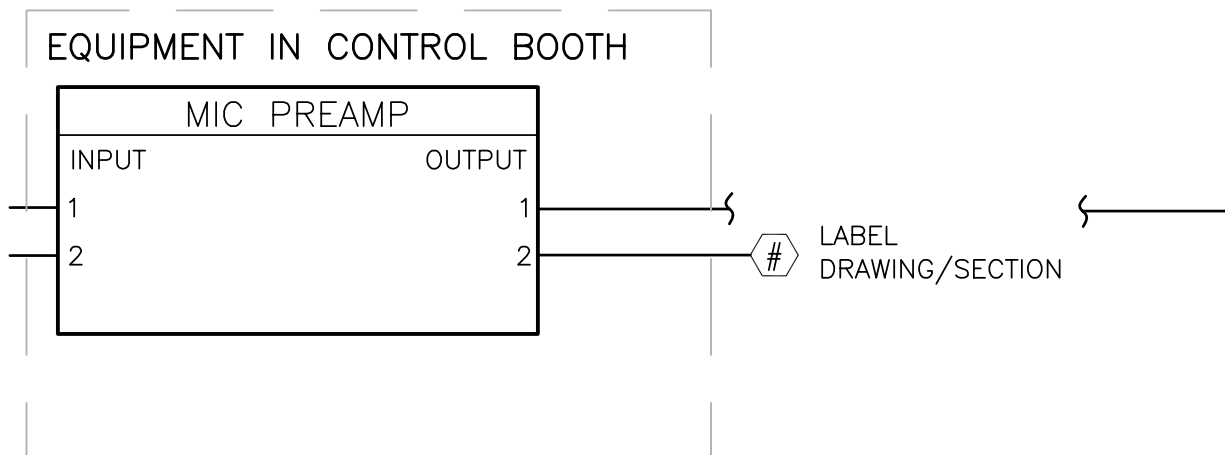 EQUIPMENT IN CONTROL BOOTH
MIC PREAMP
INPUT OUTPUT
1 1
2 2
#
LABEL
DRAWING/SECTION